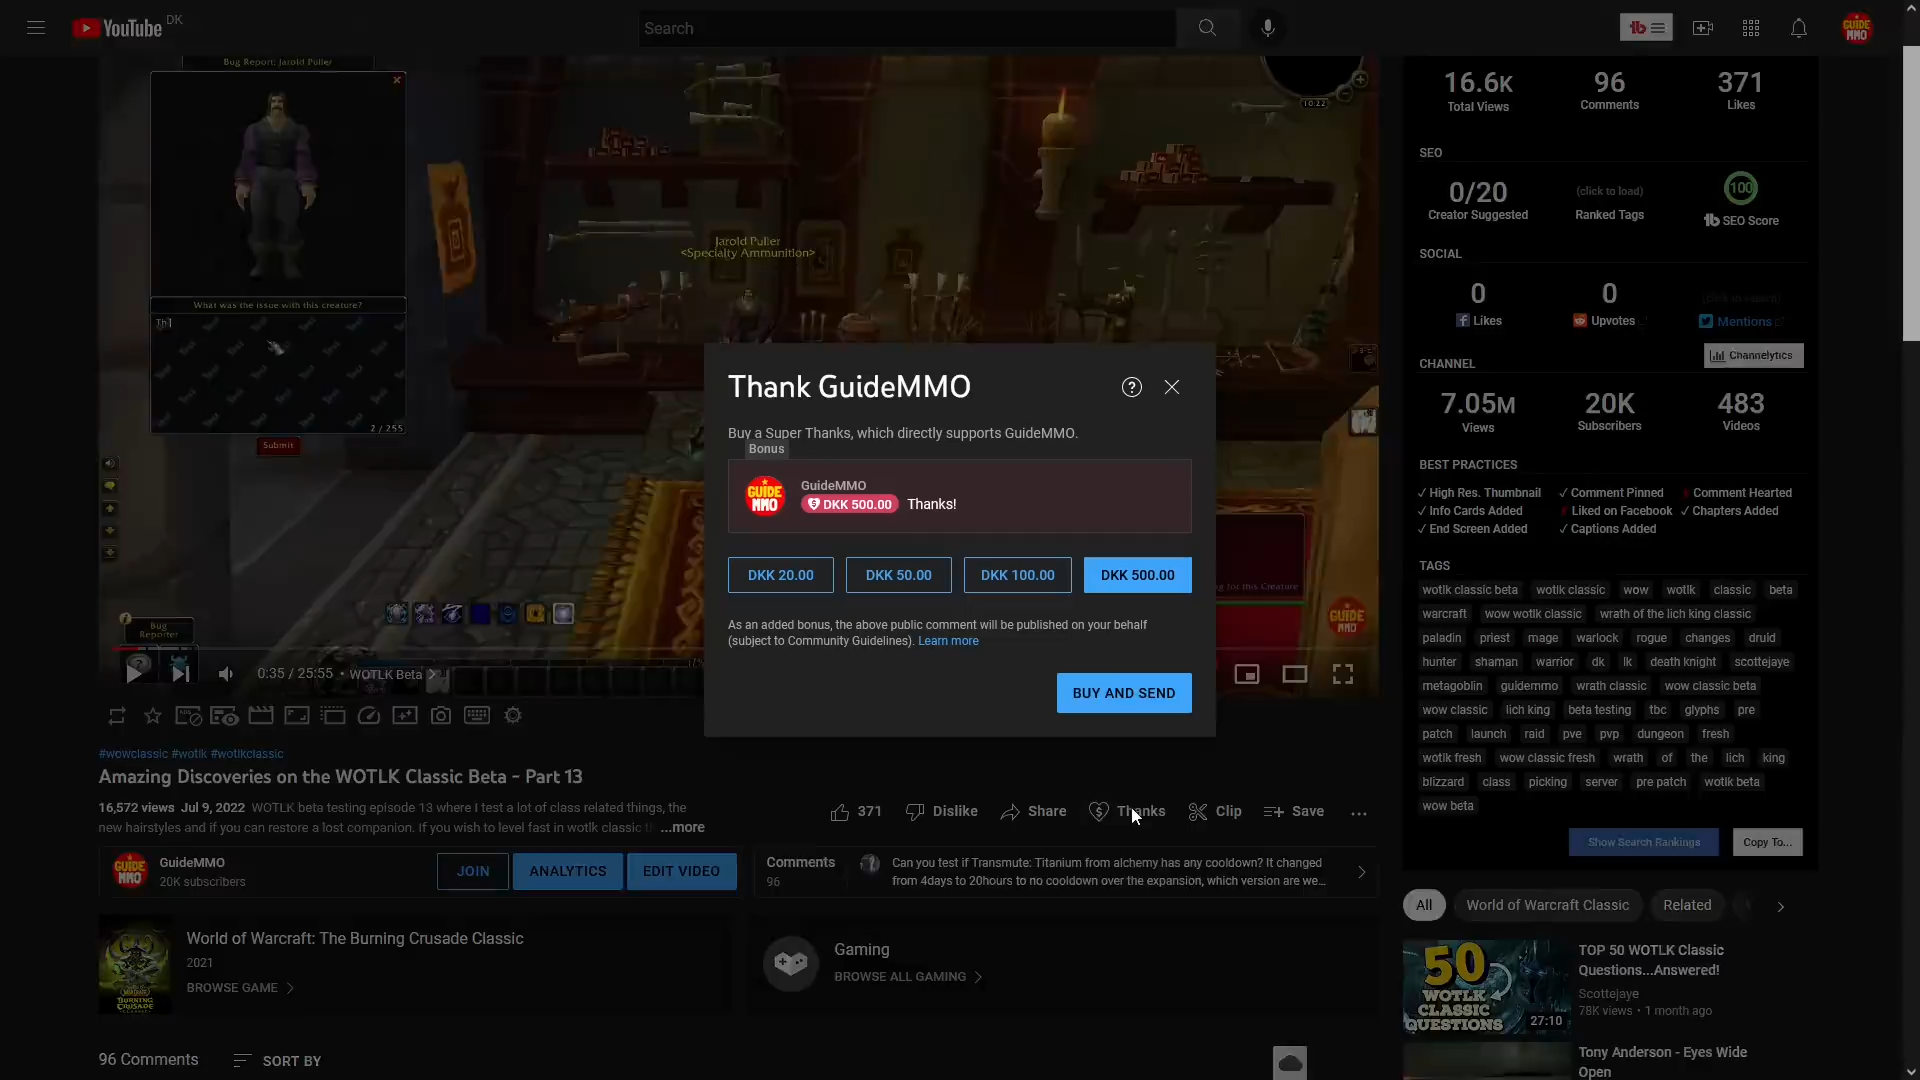 YouTube DK
Search
GUIDE MMO
Bug Report: Jarold Puller
What was the issue with this creature?
Th
2 / 255
Submit
Jarold Puller
<Specialty Ammunition>
10:22
Bug Reporter
GUIDE MMO
0:35 / 25:55 • WOTLK Beta
Thank GuideMMO
Buy a Super Thanks, which directly supports GuideMMO.
Bonus
GUIDE MMO
GuideMMO
DKK 500.00 Thanks!
DKK 20.00 DKK 50.00 DKK 100.00 DKK 500.00
As an added bonus, the above public comment will be published on your behalf
(subject to Community Guidelines). Learn more
BUY AND SEND
#wowclassic #wotlk #wotlkclassic
Amazing Discoveries on the WOTLK Classic Beta - Part 13
16,572 views Jul 9, 2022 WOTLK beta testing episode 13 where I test a lot of class related things, the
new hairstyles and if you can restore a lost companion. If you wish to level fast in wotlk classic ...more
371 Dislike Share Thanks Clip Save
GUIDE MMO
GuideMMO
20K subscribers
JOIN ANALYTICS EDIT VIDEO
Comments
96
Can you test if Transmute: Titanium from alchemy has any cooldown? It changed
from 4days to 20hours to no cooldown over the expansion, which version are we...
World of Warcraft: The Burning Crusade Classic
2021
BROWSE GAME
Gaming
BROWSE ALL GAMING
96 Comments SORT BY
16.6K 96 371
Total Views Comments Likes
SEO
0/20 (click to load) 100
Creator Suggested Ranked Tags tb SEO Score
SOCIAL
0 0
Likes Upvotes Mentions
CHANNEL Channelytics
7.05M 20K 483
Views Subscribers Videos
BEST PRACTICES
✓ High Res. Thumbnail ✓ Comment Pinned Comment Hearted
✓ Info Cards Added Liked on Facebook ✓ Chapters Added
✓ End Screen Added ✓ Captions Added
TAGS
wotlk classic beta wotlk classic wow wotlk classic beta
warcraft wow wotlk classic wrath of the lich king classic
paladin priest mage warlock rogue changes druid
hunter shaman warrior dk lk death knight scottejaye
metagoblin guidemmo wrath classic wow classic beta
wow classic lich king beta testing tbc glyphs pre
patch launch raid pve pvp dungeon fresh
wotlk fresh wow classic fresh wrath of the lich king
blizzard class picking server pre patch wotlk beta
wow beta
Show Search Rankings Copy To...
All World of Warcraft Classic Related
50 WOTLK CLASSIC QUESTIONS
27:10
TOP 50 WOTLK Classic
Questions...Answered!
Scottejaye
78K views • 1 month ago
Tony Anderson - Eyes Wide
Open